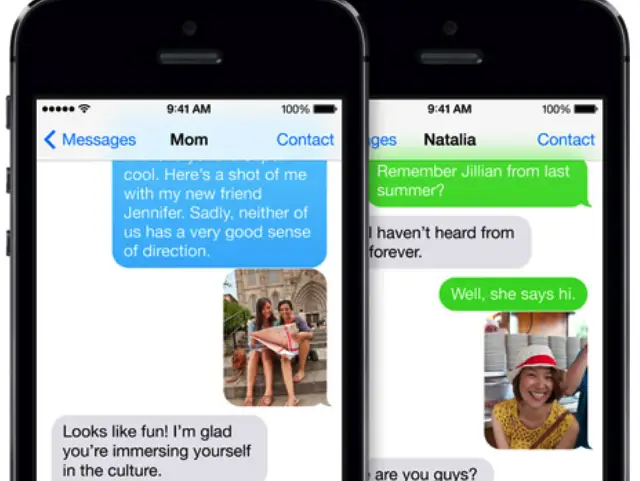 9:41 AM 100%
Messages Mom Contact
cool. Here's a shot of me
with my new friend
Jennifer. Sadly, neither of
us has a very good sense
of direction.
Looks like fun! I'm glad
you're immersing yourself
in the culture.
9:41 AM 100%
ges Natalia Contact
Remember Jillian from last
summer?
I haven't heard from
forever.
Well, she says hi.
are you guys?